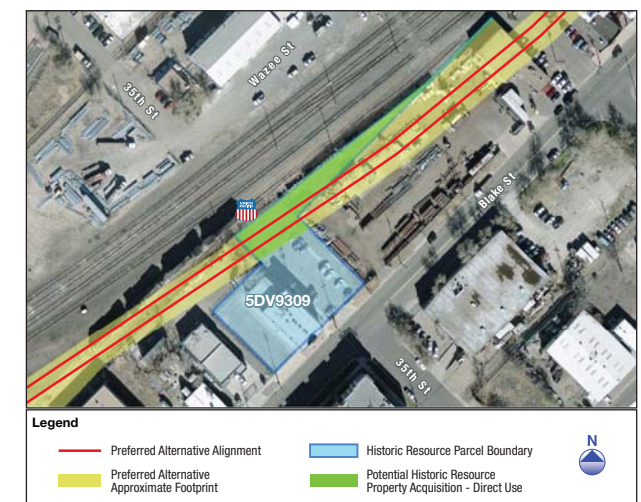 Wazee St
35th St
Blake St
5DV9309
35th St
Legend
Preferred Alternative Alignment
Historic Resource Parcel Boundary
Preferred Alternative
Approximate Footprint
Potential Historic Resource
Property Acquisition - Direct Use
N